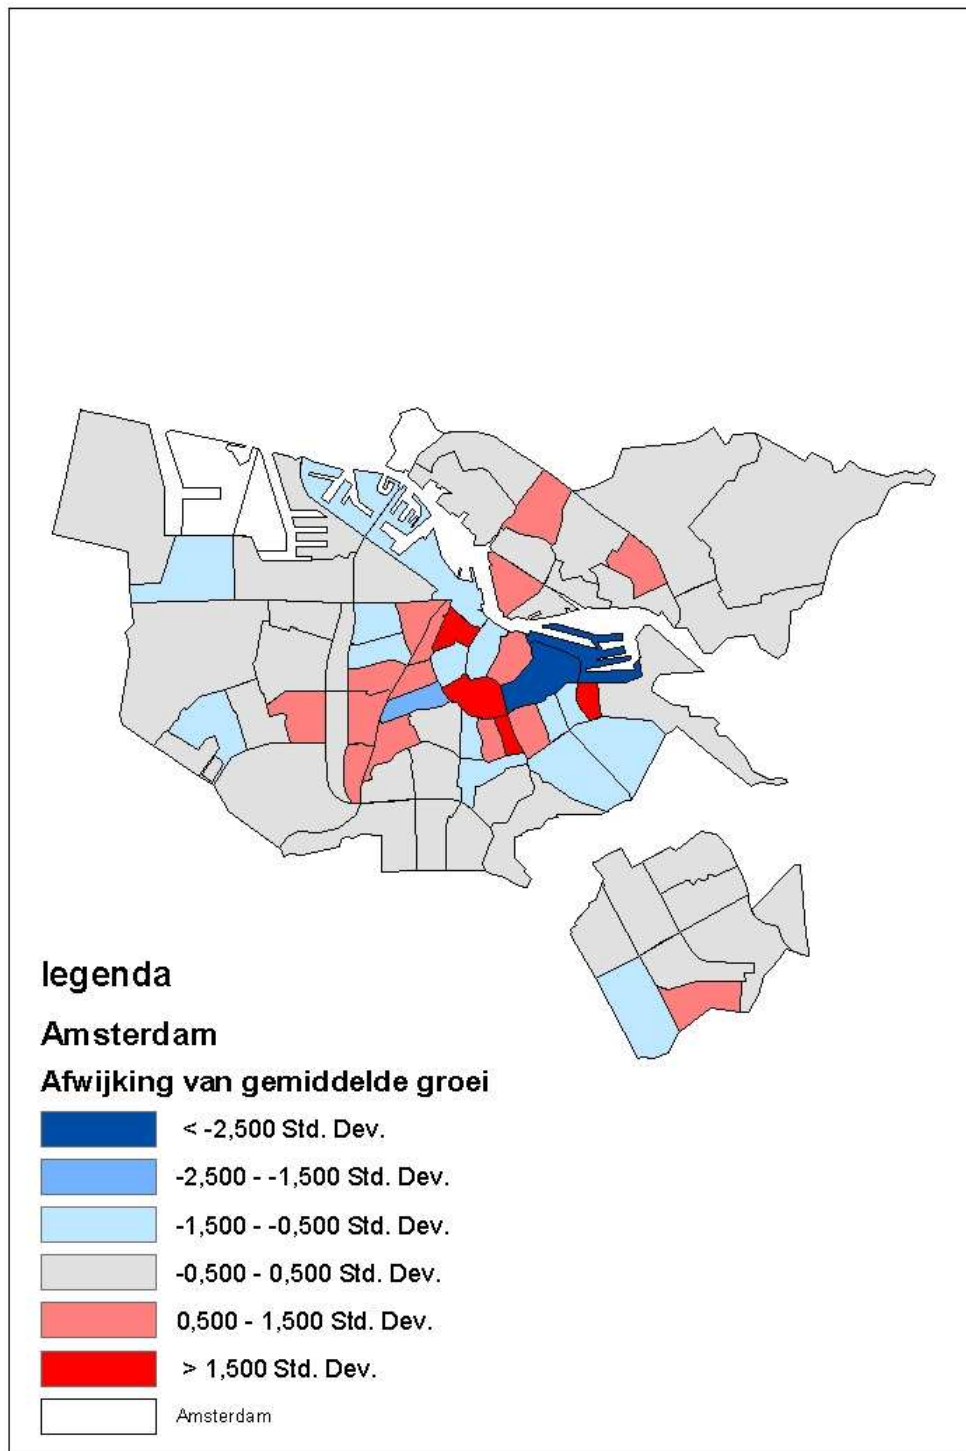 legenda
Amsterdam
Afwijking van gemiddelde groei
< -2,500 Std. Dev.
-2,500 - -1,500 Std. Dev.
-1,500 - -0,500 Std. Dev.
-0,500 - 0,500 Std. Dev.
0,500 - 1,500 Std. Dev.
> 1,500 Std. Dev.
Amsterdam